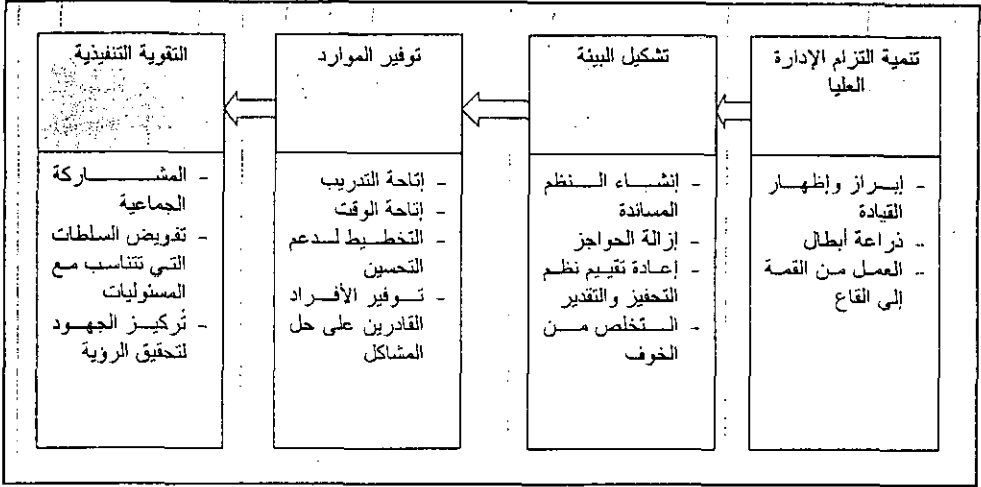 تنمية التزام الإدارة
العليا
- إبراز وإظهار
القيادة
- ذراعة أبطال
- العمل من القمة
إلي القاع
تشكيل البيئة
- إنشاء النظم
المساندة
- إزالة الحواجز
- إعادة تقييم نظم
التحفيز والتقدير
- التخلص من
الخوف
توفير الموارد
- إتاحة التدريب
- إتاحة الوقت
- التخطيط لدعم
التحسين
- توفير الأفراد
القادرين على حل
المشاكل
التقوية التنفيذية
- المشاركة
الجماعية
- تفويض السلطات
التي تتناسب مع
المسئوليات
- تركيز الجهود
لتحقيق الرؤية